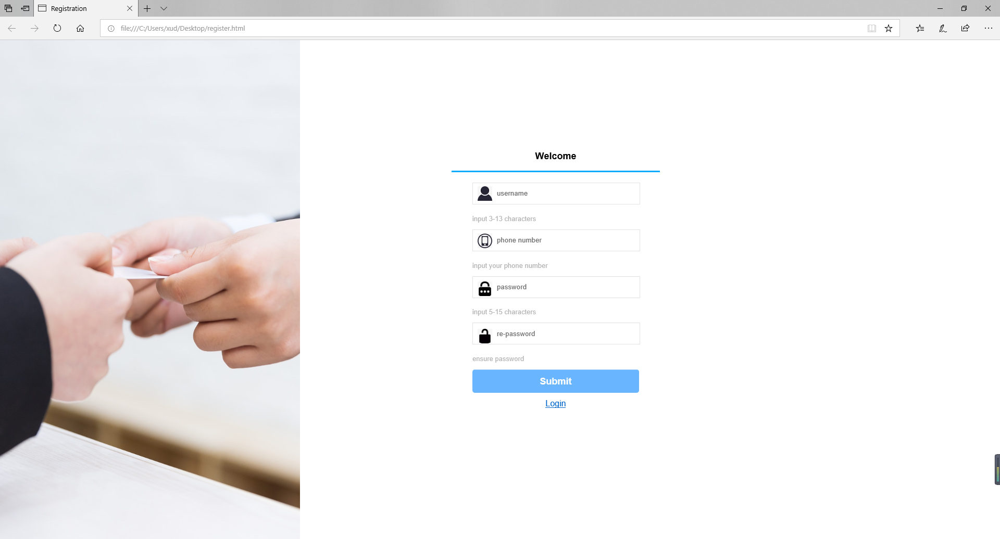 Registration
file:///C:/Users/xud/Desktop/register.html
Welcome
username
input 3-13 characters
phone number
input your phone number
password
input 5-15 characters
re-password
ensure password
Submit
Login